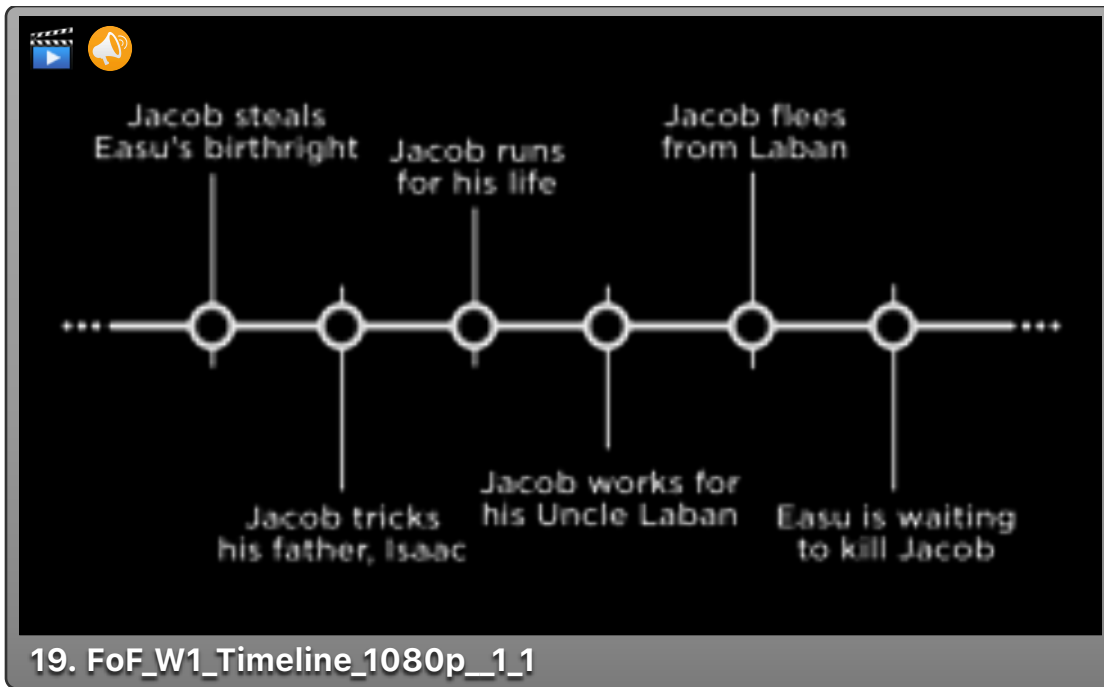 Jacob steals
Easu's birthright
Jacob tricks
his father, Isaac
Jacob runs
for his life
Jacob works for
his Uncle Laban
Jacob flees
from Laban
Easu is waiting
to kill Jacob
19. FoF_W1_Timeline_1080p__1_1